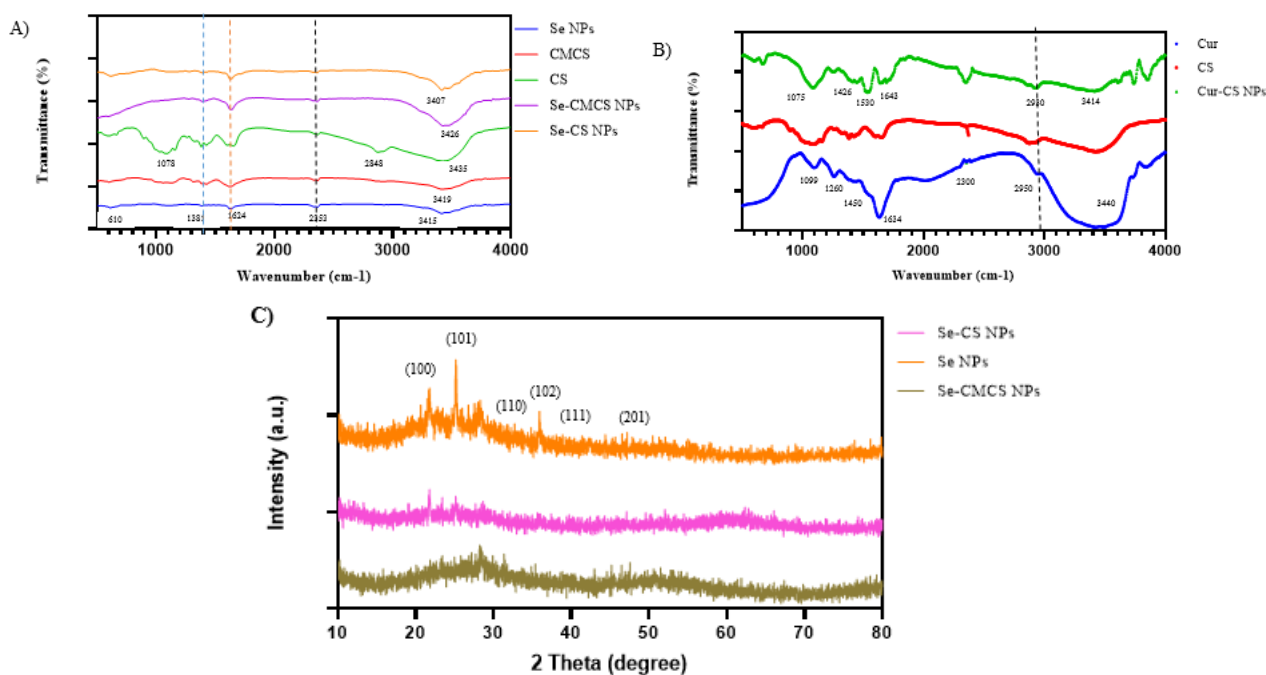 A)
Transmittance (%)
3407
3426
1078
2848
3435
3419
610
1381
1624
2353
3415
1000
2000
3000
4000
Wavenumber (cm-1)
Se NPs
CMCS
CS
Se-CMCS NPs
Se-CS NPs
B)
Transmittance (%)
1075
1426
1530
1643
2930
3414
1099
1260
1450
1634
2300
2950
3440
1000
2000
3000
4000
Wavenumber (cm-1)
Cur
CS
Cur-CS NPs
C)
Intensity (a.u.)
(100)
(101)
(110)
(102)
(111)
(201)
10
20
30
40
50
60
70
80
2 Theta (degree)
Se-CS NPs
Se NPs
Se-CMCS NPs